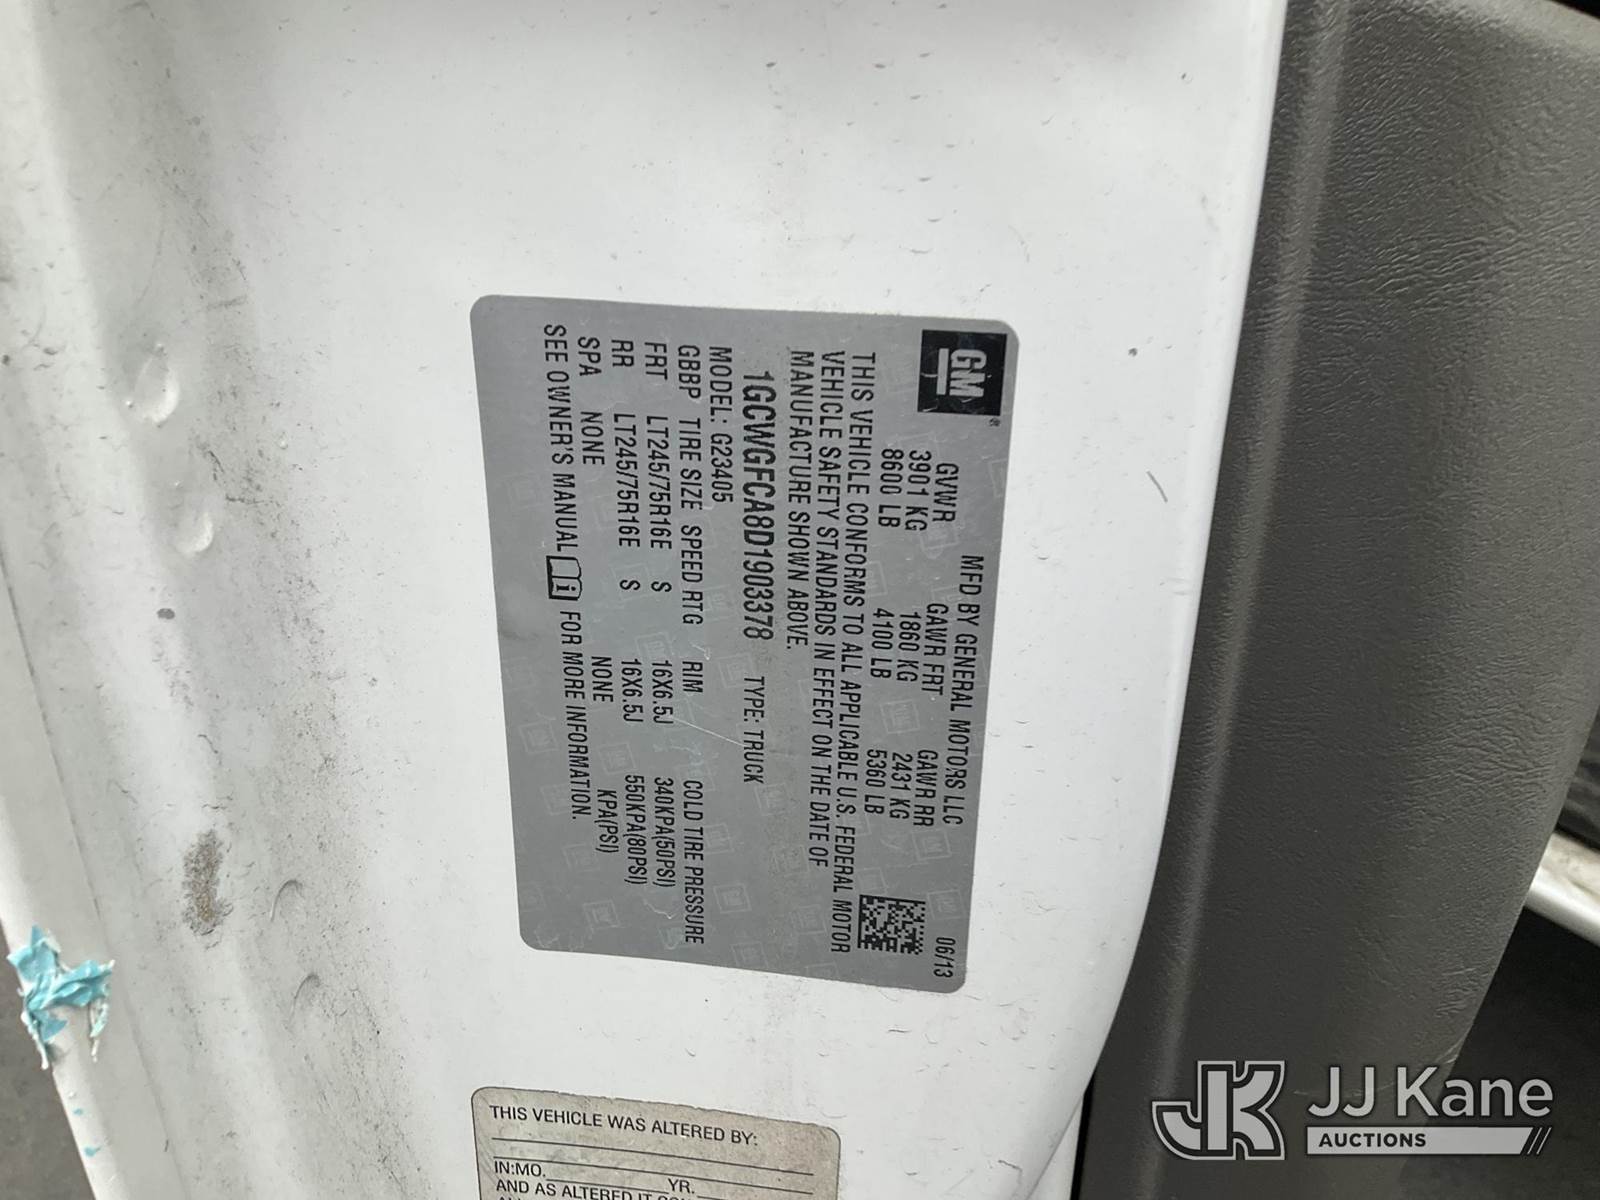 GM
MFD BY GENERAL MOTORS LLC 06/13
GVWR GAWR FRT GAWR RR
3901 KG 1860 KG 2431 KG
8600 LB 4100 LB 5360 LB
THIS VEHICLE CONFORMS TO ALL APPLICABLE U.S. FEDERAL MOTOR
VEHICLE SAFETY STANDARDS IN EFFECT ON THE DATE OF
MANUFACTURE SHOWN ABOVE.
1GCWGFCA8D1903378 TYPE: TRUCK
MODEL: G23405
GBBP TIRE SIZE SPEED RTG RIM COLD TIRE PRESSURE
FRT LT245/75R16E S 16X6.5J 340KPA(50PSI)
RR LT245/75R16E S 16X6.5J 550KPA(80PSI)
SPA NONE NONE KPA(PSI)
SEE OWNER'S MANUAL FOR MORE INFORMATION.
THIS VEHICLE WAS ALTERED BY:
IN:MO. YR.
AND AS ALTERED IT
JJ Kane
AUCTIONS